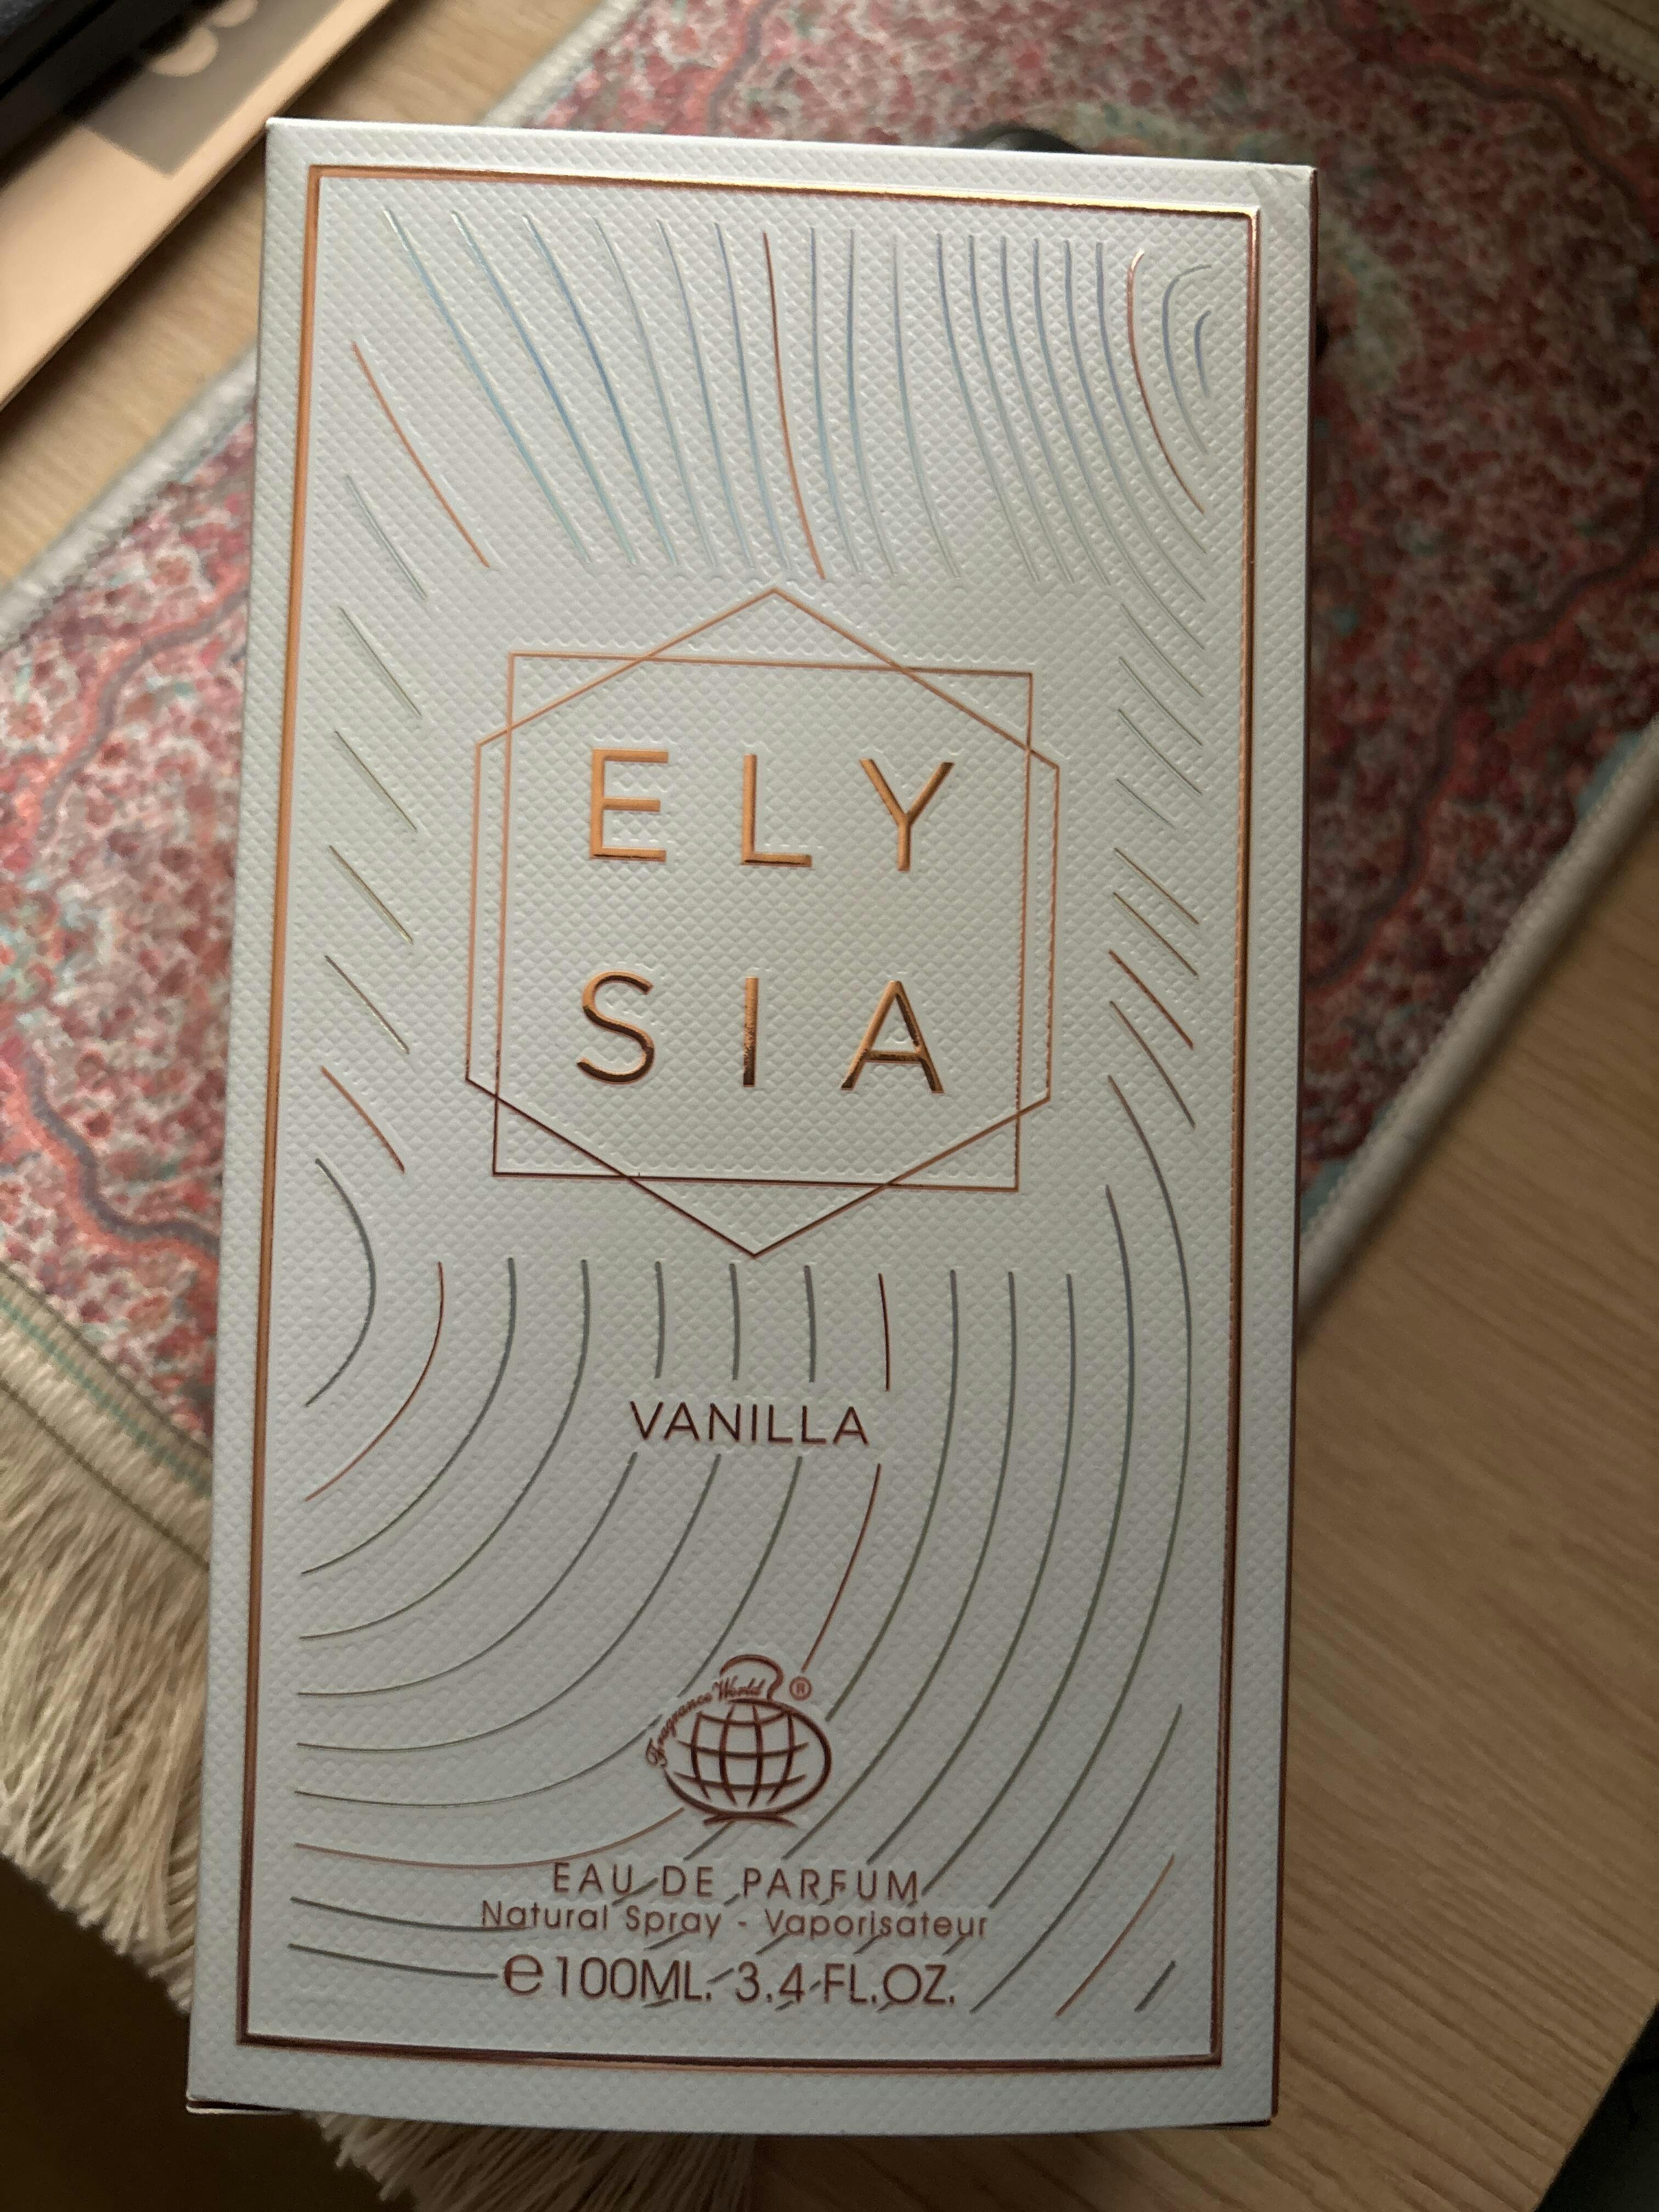 ELY
SIA
VANILLA
Fragrance World ®
EAU DE PARFUM
Natural Spray - Vaporisateur
℮100ML. 3.4 FL.OZ.